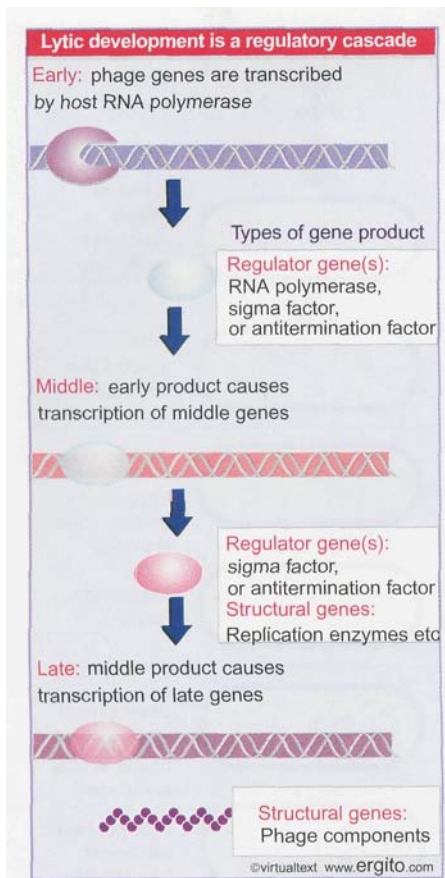 Lytic development is a regulatory cascade
Early: phage genes are transcribed
by host RNA polymerase
Types of gene product
Regulator gene(s):
RNA polymerase,
sigma factor,
or antitermination factor
Middle: early product causes
transcription of middle genes
Regulator gene(s):
sigma factor,
or antitermination factor
Structural genes:
Replication enzymes etc
Late: middle product causes
transcription of late genes
Structural genes:
Phage components
©virtualtext www.ergito.com